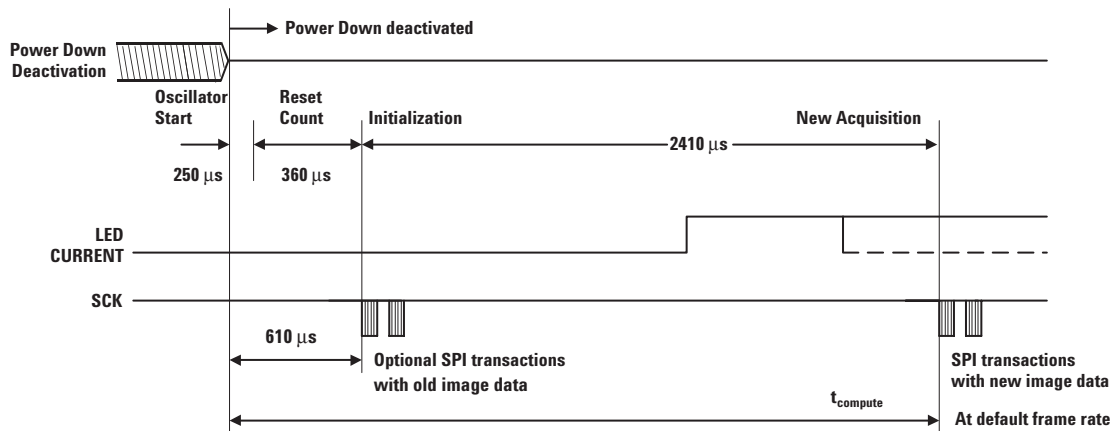 Power Down deactivated
Power Down
Deactivation
Oscillator
Start
Reset
Count
Initialization
New Acquisition
2410 μs
250 μs
360 μs
LED
CURRENT
SCK
610 μs
Optional SPI transactions
with old image data
SPI transactions
with new image data
tcompute
At default frame rate